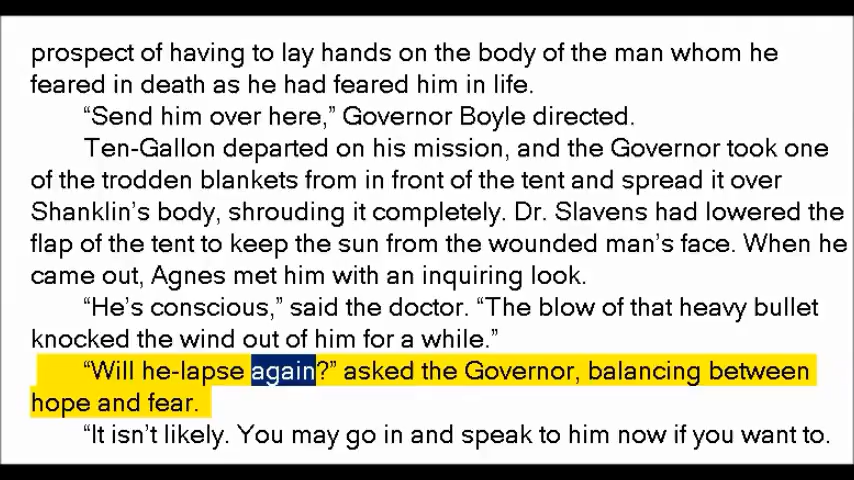 prospect of having to lay hands on the body of the man whom he
feared in death as he had feared him in life.
“Send him over here,” Governor Boyle directed.
Ten-Gallon departed on his mission, and the Governor took one
of the trodden blankets from in front of the tent and spread it over
Shanklin’s body, shrouding it completely. Dr. Slavens had lowered the
flap of the tent to keep the sun from the wounded man’s face. When he
came out, Agnes met him with an inquiring look.
“He’s conscious,” said the doctor. “The blow of that heavy bullet
knocked the wind out of him for a while.”
“Will he-lapse again?” asked the Governor, balancing between
hope and fear.
“It isn’t likely. You may go in and speak to him now if you want to.